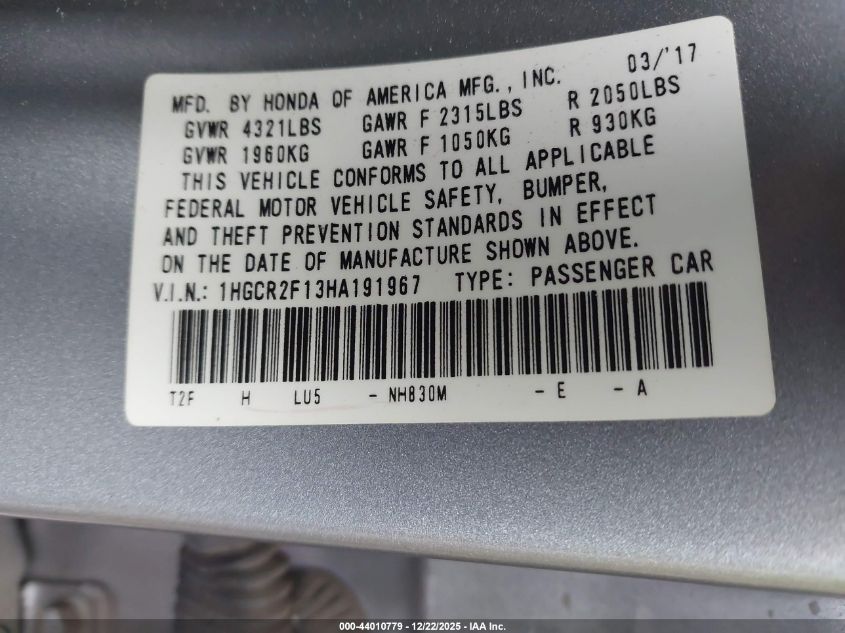 MFD. BY HONDA OF AMERICA MFG., INC. 03/'17
GVWR 4321LBS GAWR F 2315LBS R 2050LBS
GVWR 1960KG GAWR F 1050KG R 930KG
THIS VEHICLE CONFORMS TO ALL APPLICABLE
FEDERAL MOTOR VEHICLE SAFETY, BUMPER,
AND THEFT PREVENTION STANDARDS IN EFFECT
ON THE DATE OF MANUFACTURE SHOWN ABOVE.
V.I.N.: 1HGCR2F13HA191967 TYPE: PASSENGER CAR
T2F H LU5 - NH830M - E - A
000-44010779 - 12/22/2025 - IAA Inc.